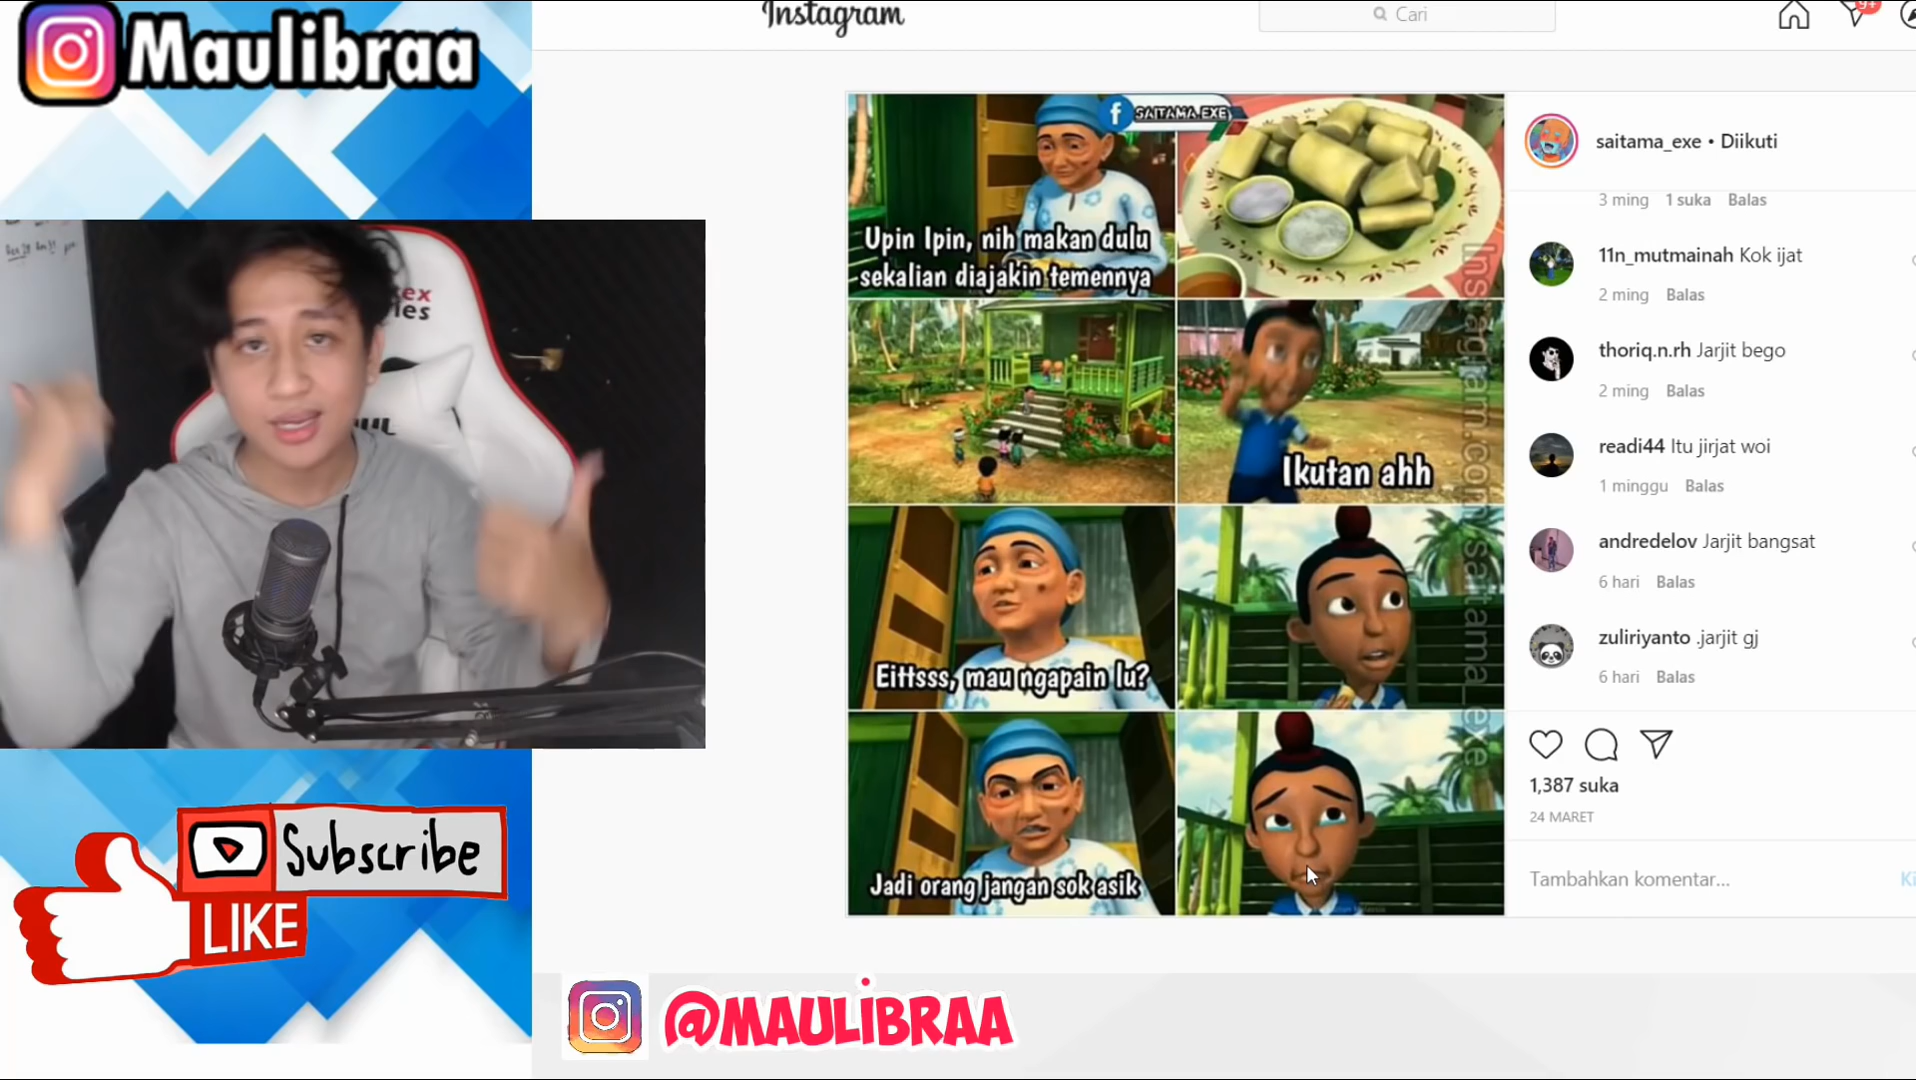 Maulibraa
Instagram
Cari
9+
SAITAMA.EXE
Upin Ipin, nih makan dulu
sekalian diajakin temennya
Ikutan ahh
Eittsss, mau ngapain lu?
Jadi orang jangan sok asik
Instagram.com/saitama_exe
saitama_exe • Diikuti
3 ming 1 suka Balas
11n_mutmainah Kok ijat
2 ming Balas
thoriq.n.rh Jarjit bego
2 ming Balas
readi44 Itu jirjat woi
1 minggu Balas
andredelov Jarjit bangsat
6 hari Balas
zuliriyanto .jarjit gj
6 hari Balas
1,387 suka
24 MARET
Tambahkan komentar...
Ki
Subscribe
LIKE
@MAULIBRAA